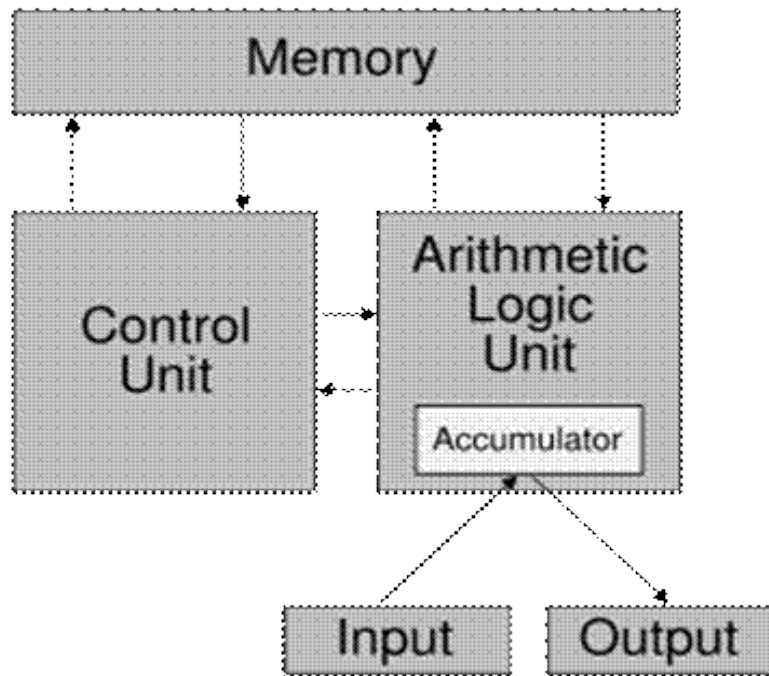 Memory
Control
Unit
Arithmetic
Logic
Unit
Accumulator
Input
Output